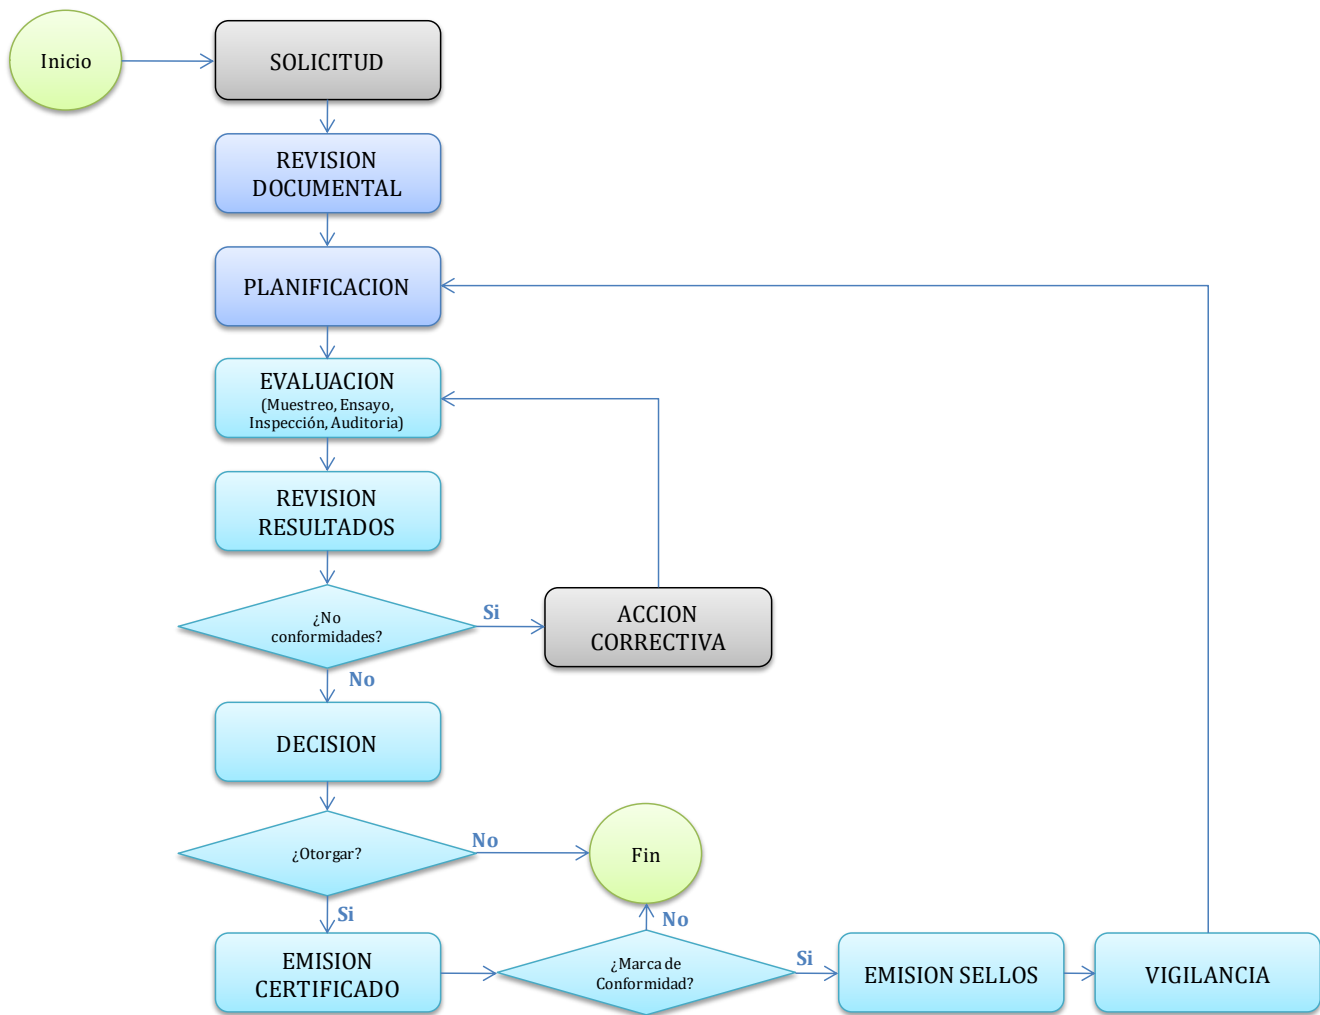 Inicio
SOLICITUD
REVISION
DOCUMENTAL
PLANIFICACION
EVALUACION
(Muestreo, Ensayo,
Inspección, Auditoria)
REVISION
RESULTADOS
¿No
conformidades?
Si
ACCION
CORRECTIVA
No
DECISION
¿Otorgar?
No
Fin
Si
No
EMISION
CERTIFICADO
¿Marca de
Conformidad?
Si
EMISION SELLOS
VIGILANCIA